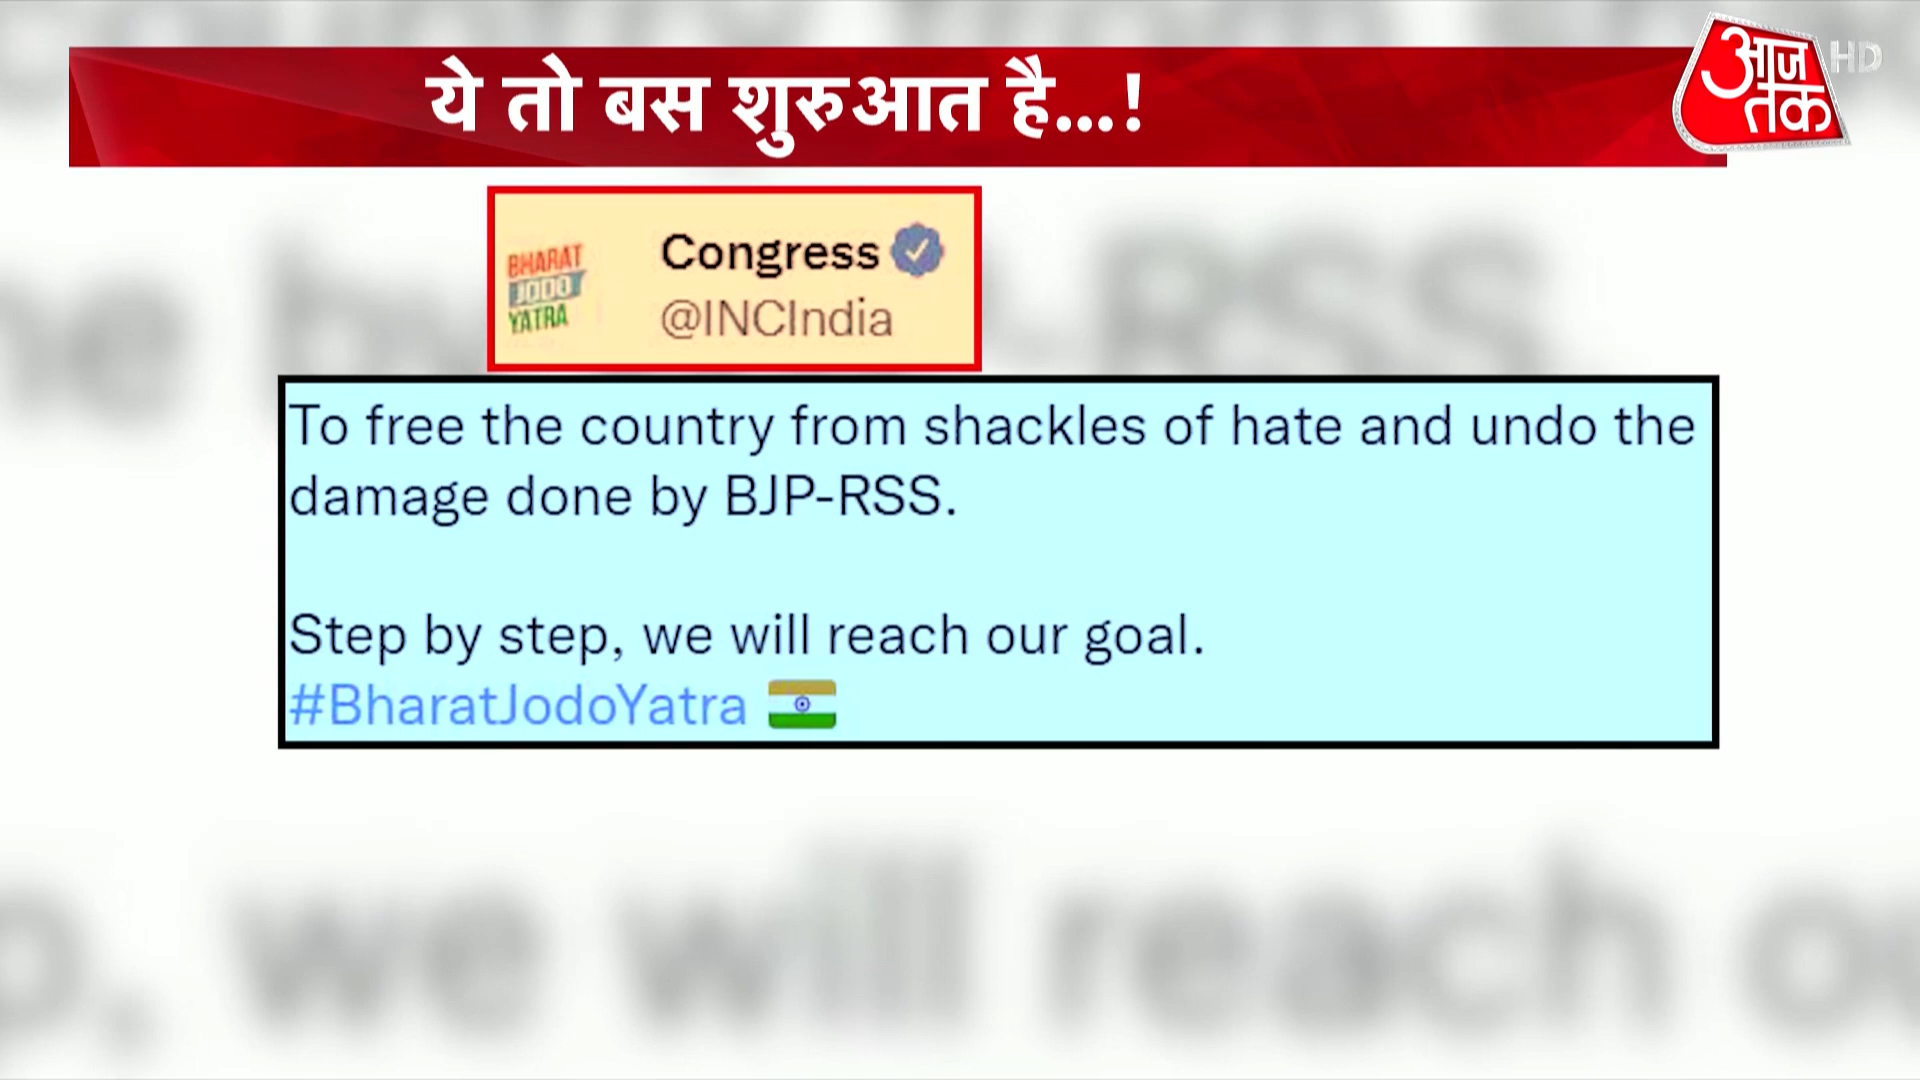 ये तो बस शुरुआत है...!
आज
तक
HD
BHARAT
JODO
YATRA
Congress
@INCIndia
To free the country from shackles of hate and undo the
damage done by BJP-RSS.
Step by step, we will reach our goal.
#BharatJodoYatra